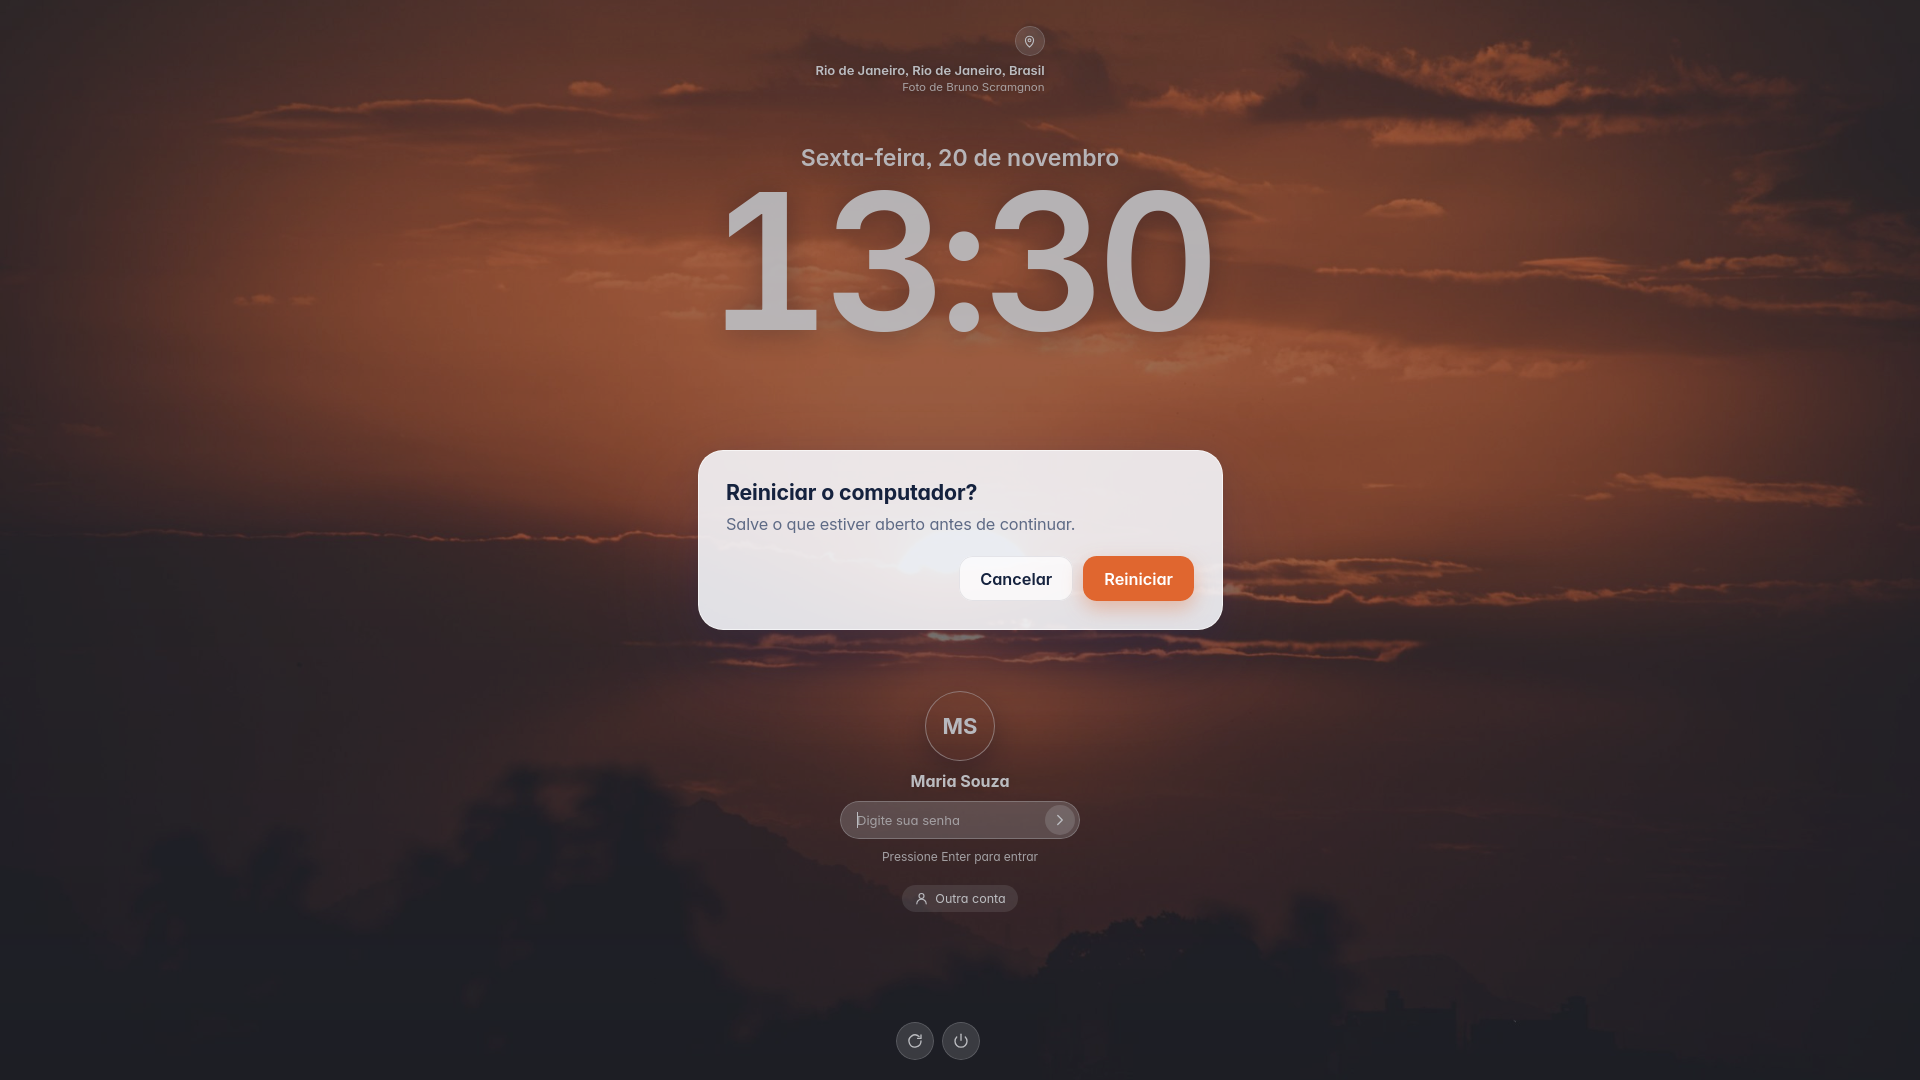 Rio de Janeiro, Rio de Janeiro, Brasil
Foto de Bruno Scramgnon
Sexta-feira, 20 de novembro
13:30
Reiniciar o computador?
Salve o que estiver aberto antes de continuar.
Cancelar
Reiniciar
MS
Maria Souza
Digite sua senha
Pressione Enter para entrar
Outra conta